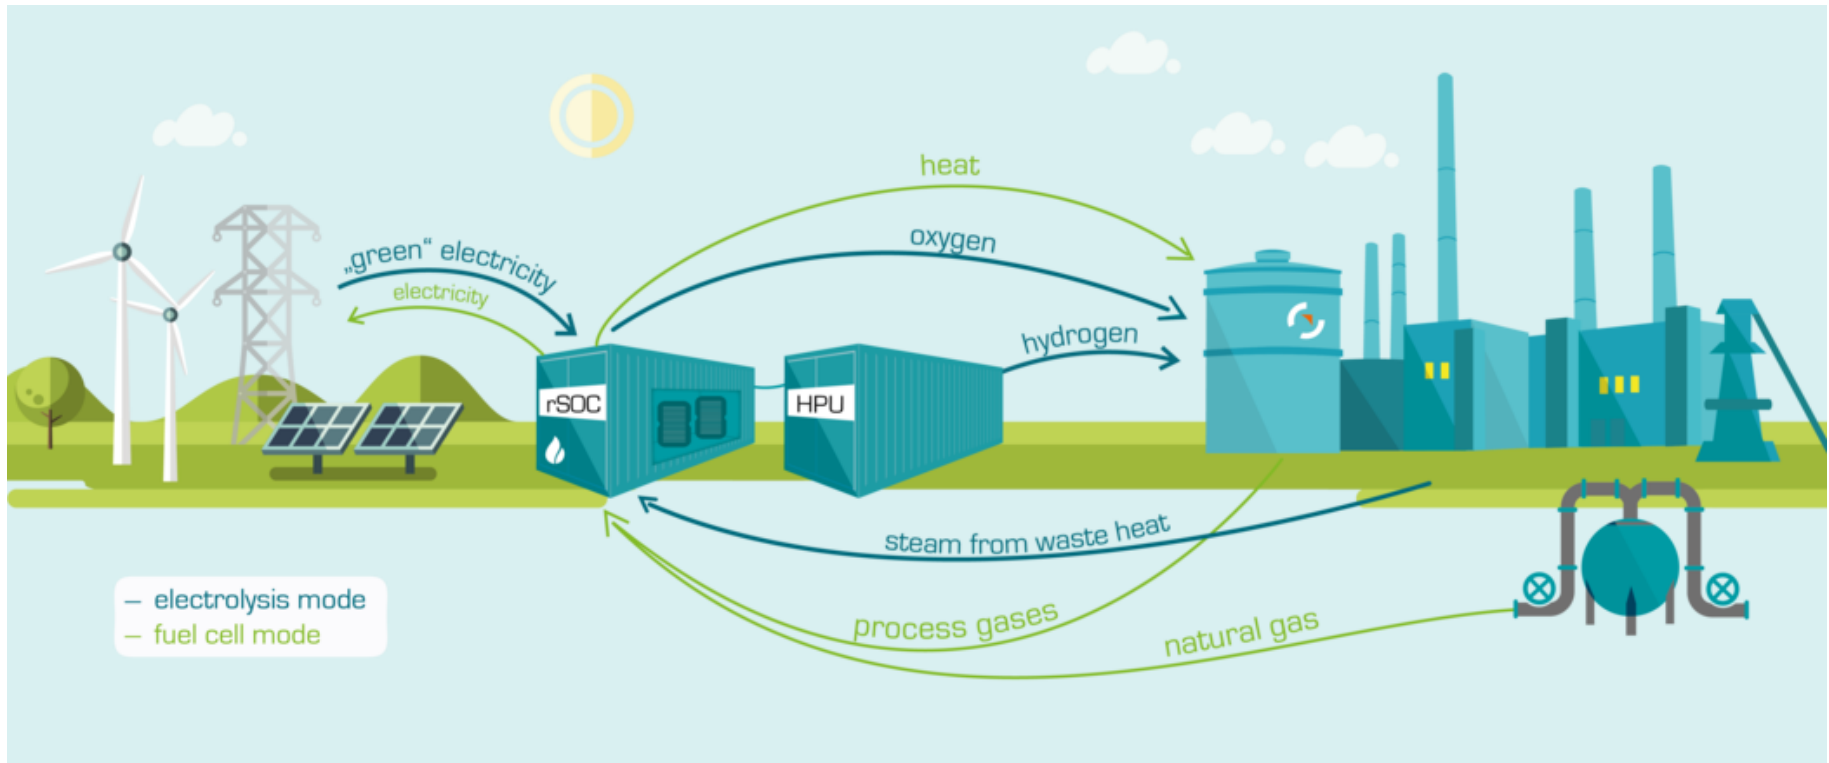 heat
oxygen
„green“ electricity
electricity
hydrogen
rSOC
HPU
steam from waste heat
process gases
natural gas
– electrolysis mode
– fuel cell mode